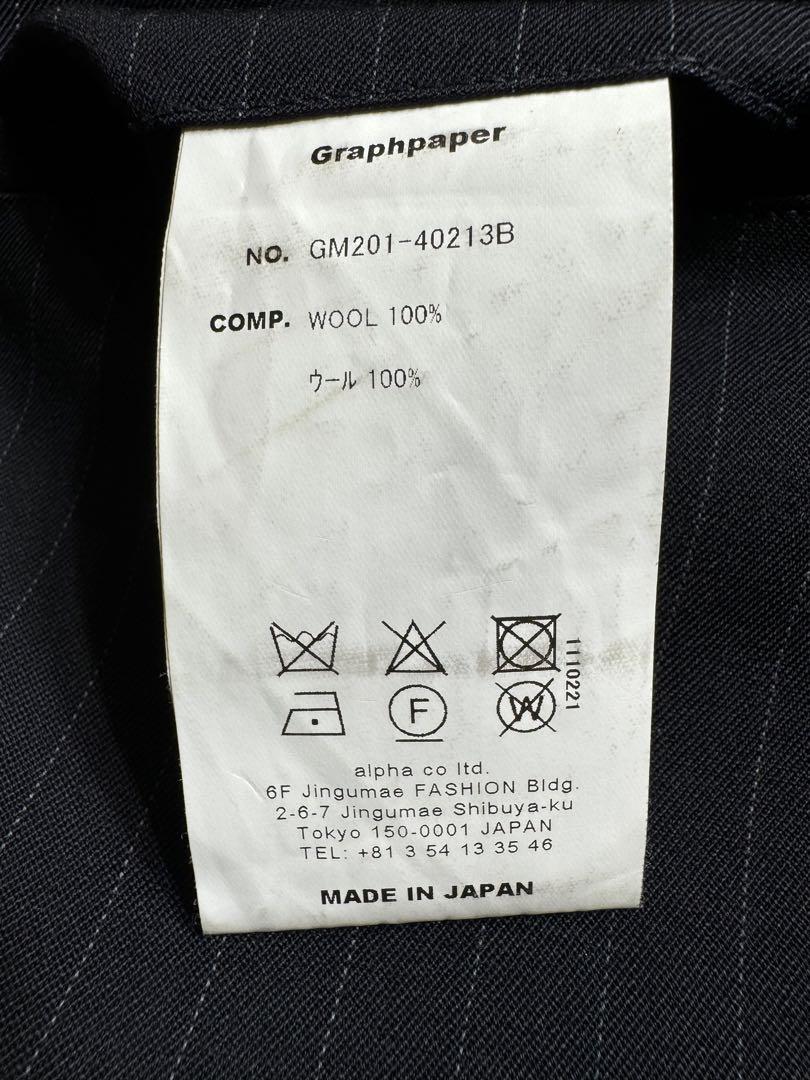 Graphpaper
NO. GM201-40213B
COMP. WOOL 100%
ウール 100%
1110221
F
W
alpha co ltd.
6F Jingumae FASHION Bldg.
2-6-7 Jingumae Shibuya-ku
Tokyo 150-0001 JAPAN
TEL: +81 3 54 13 35 46
MADE IN JAPAN